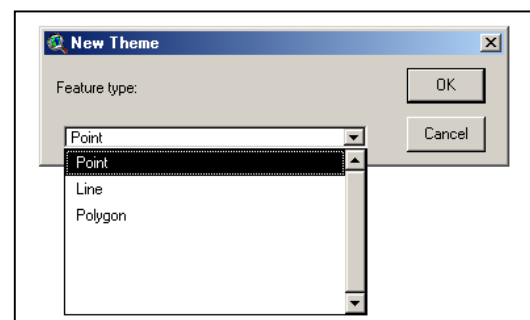 New Theme
Feature type:
OK
Point
Cancel
Point
Line
Polygon